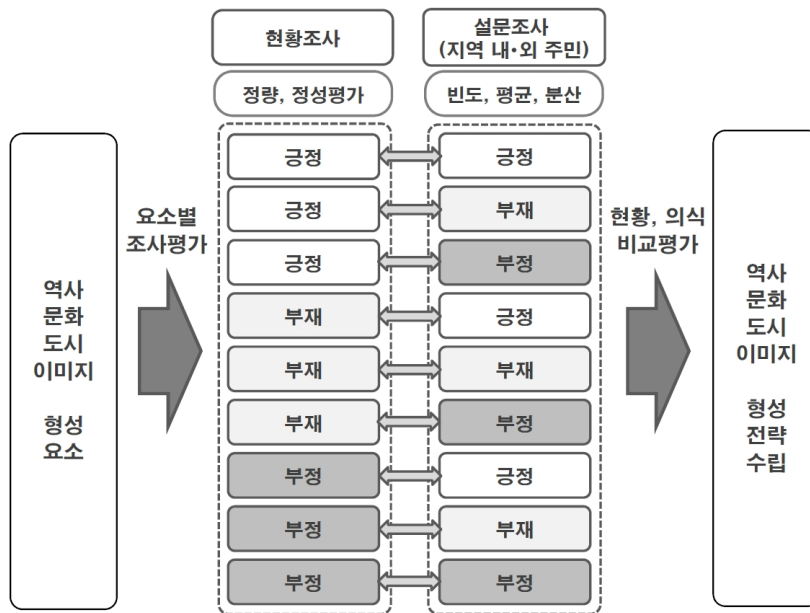 현황조사
설문조사
(지역 내·외 주민)
정량, 정성평가
빈도, 평균, 분산
역사
문화
도시
이미지
형성
요소
요소별
조사평가
긍정
긍정
긍정
부재
긍정
부정
부재
긍정
부재
부재
부재
부정
부정
긍정
부정
부재
부정
부정
현황, 의식
비교평가
역사
문화
도시
이미지
형성
전략
수립